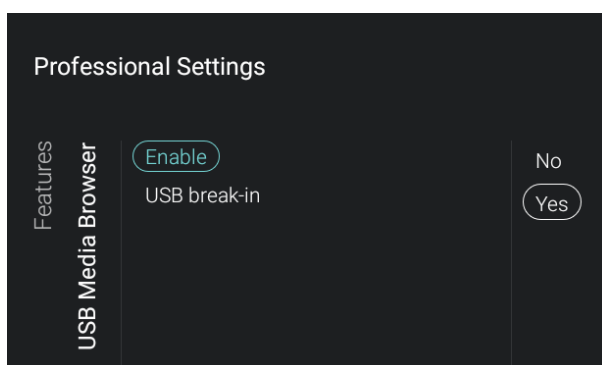 Professional Settings
Features
USB Media Browser
Enable
USB break-in
No
Yes